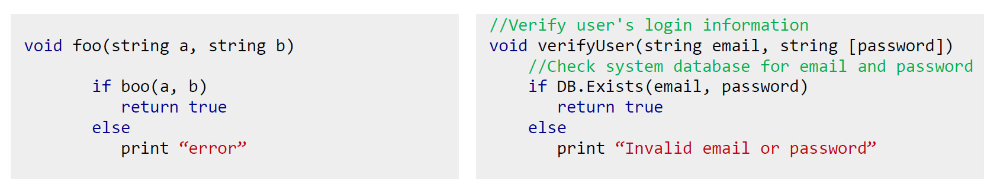 void foo(string a, string b)
if boo(a, b)
return true
else
print “error”
//Verify user's login information
void verifyUser(string email, string [password])
//Check system database for email and password
if DB.Exists(email, password)
return true
else
print “Invalid email or password”